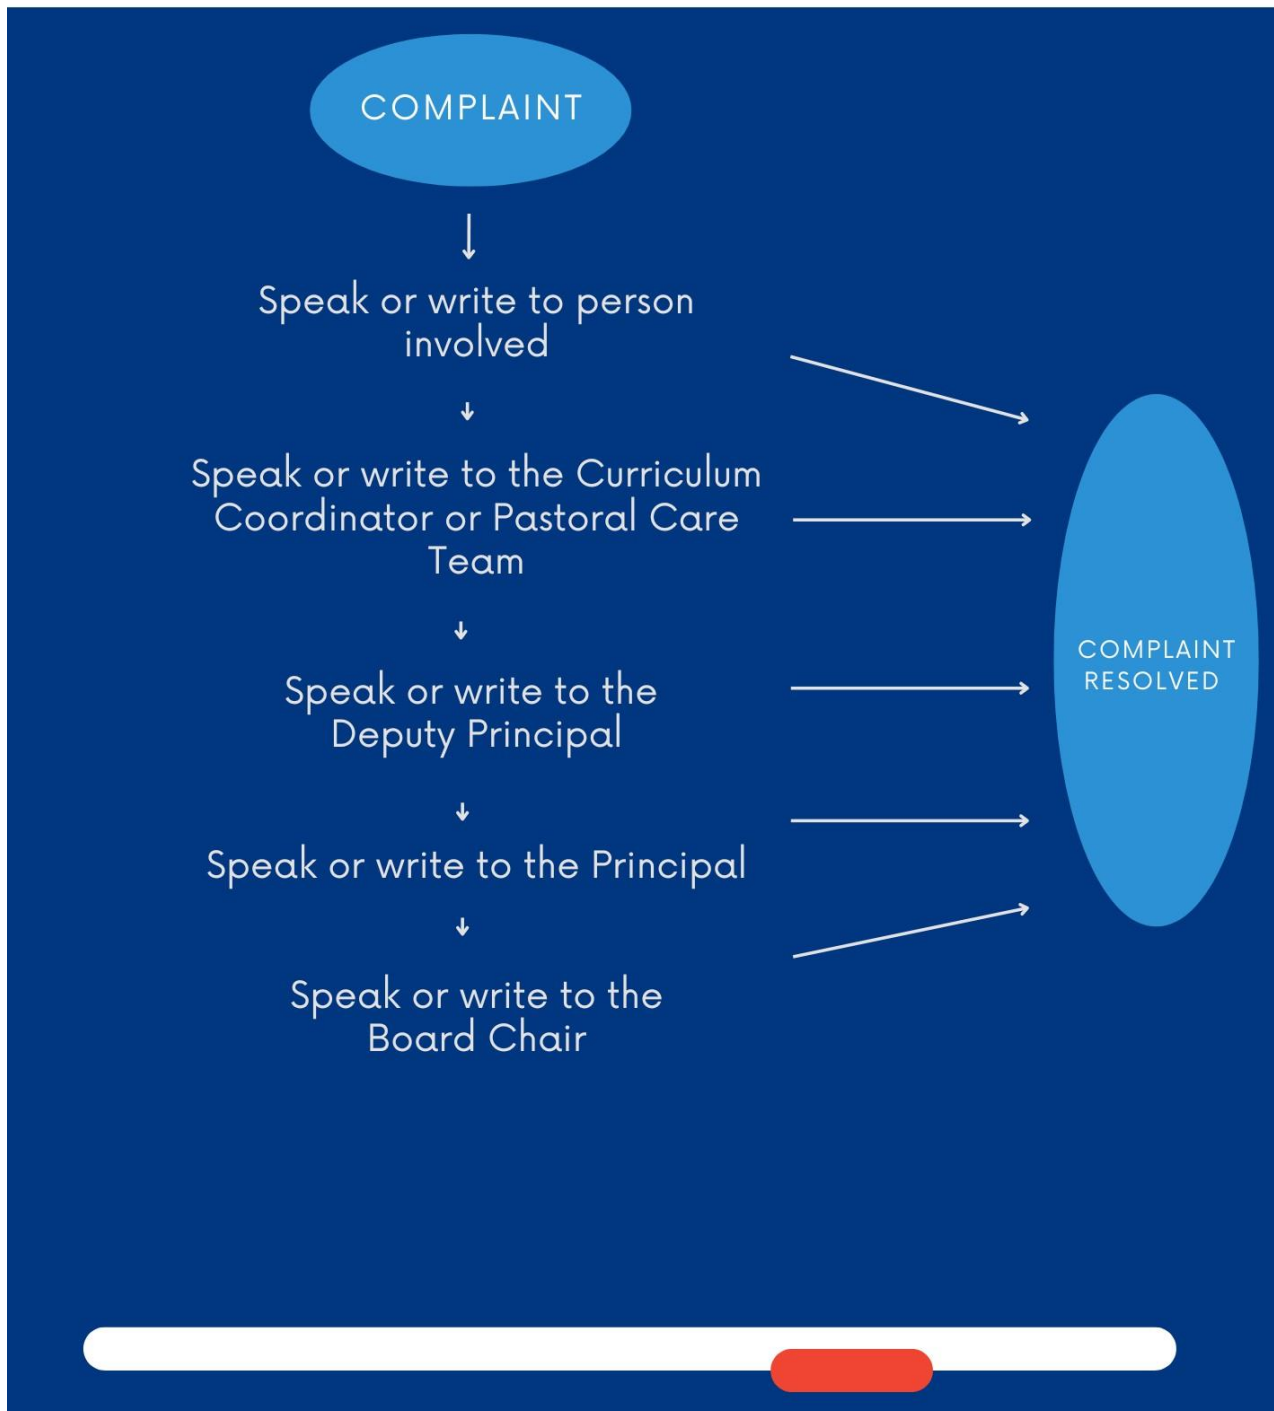 COMPLAINT
Speak or write to person
involved
Speak or write to the Curriculum
Coordinator or Pastoral Care
Team
Speak or write to the
Deputy Principal
Speak or write to the Principal
Speak or write to the
Board Chair
COMPLAINT
RESOLVED